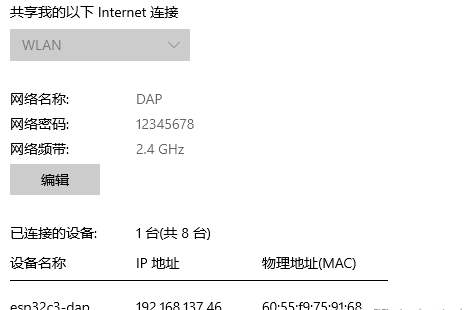 共享我的以下 Internet 连接
WLAN
网络名称: DAP
网络密码: 12345678
网络频带: 2.4 GHz
编辑
已连接的设备: 1 台(共 8 台)
设备名称 IP 地址 物理地址(MAC)
esp32c3-dap 192.168.137.46 60:55:f9:75:91:68